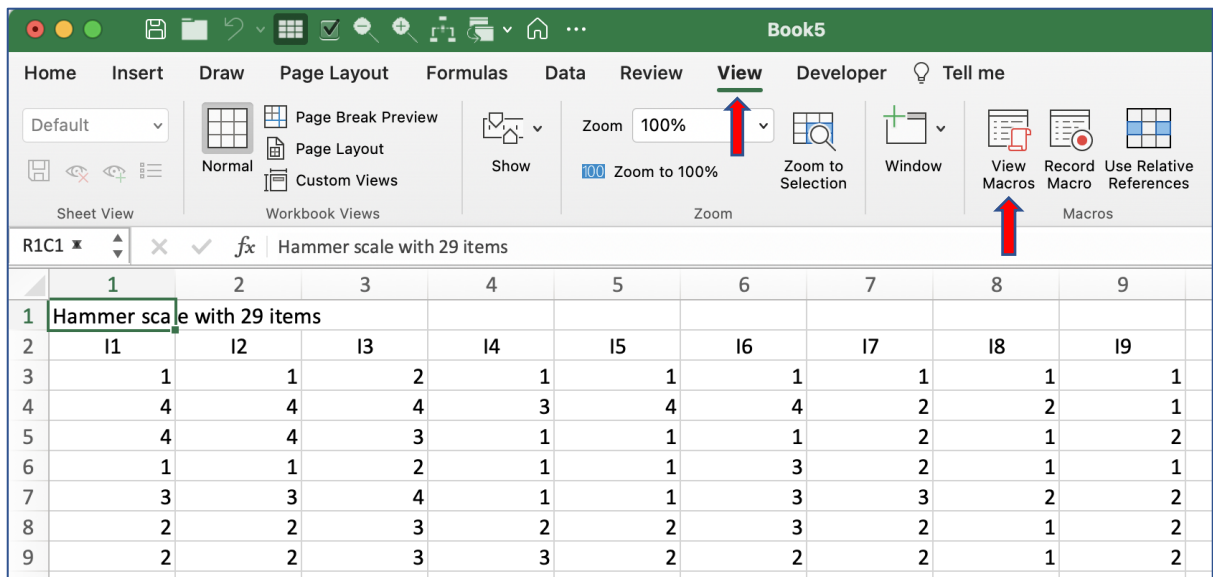 Book5
Home Insert Draw Page Layout Formulas Data Review View Developer Tell me
Default
Sheet View
Normal
Page Break Preview
Page Layout
Custom Views
Workbook Views
Show
Zoom 100%
100 Zoom to 100%
Zoom to Selection
Zoom
Window
View Macros
Record Macro
Use Relative References
Macros
R1C1 fx Hammer scale with 29 items
1 2 3 4 5 6 7 8 9
1 Hammer scale with 29 items
2 I1 I2 I3 I4 I5 I6 I7 I8 I9
3 1 1 2 1 1 1 1 1 1
4 4 4 4 3 4 4 2 2 1
5 4 4 3 1 1 1 2 1 2
6 1 1 2 1 1 3 2 1 1
7 3 3 4 1 1 3 3 2 2
8 2 2 3 2 2 3 2 1 2
9 2 2 3 3 2 2 2 1 2